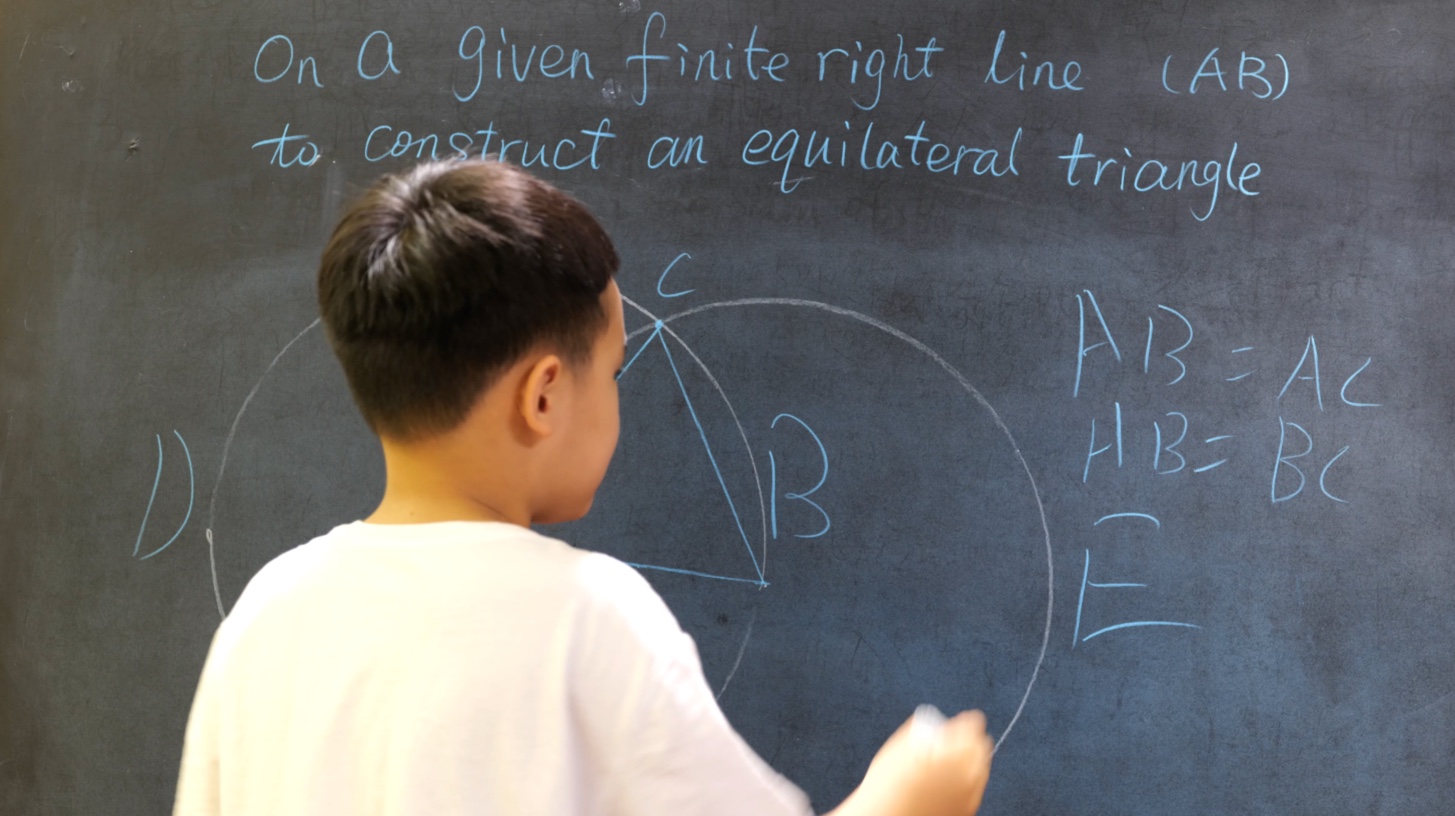 On a given finite right line (AB)
to construct an equilateral triangle
C
D
B
AB = AC
AB = BC
E